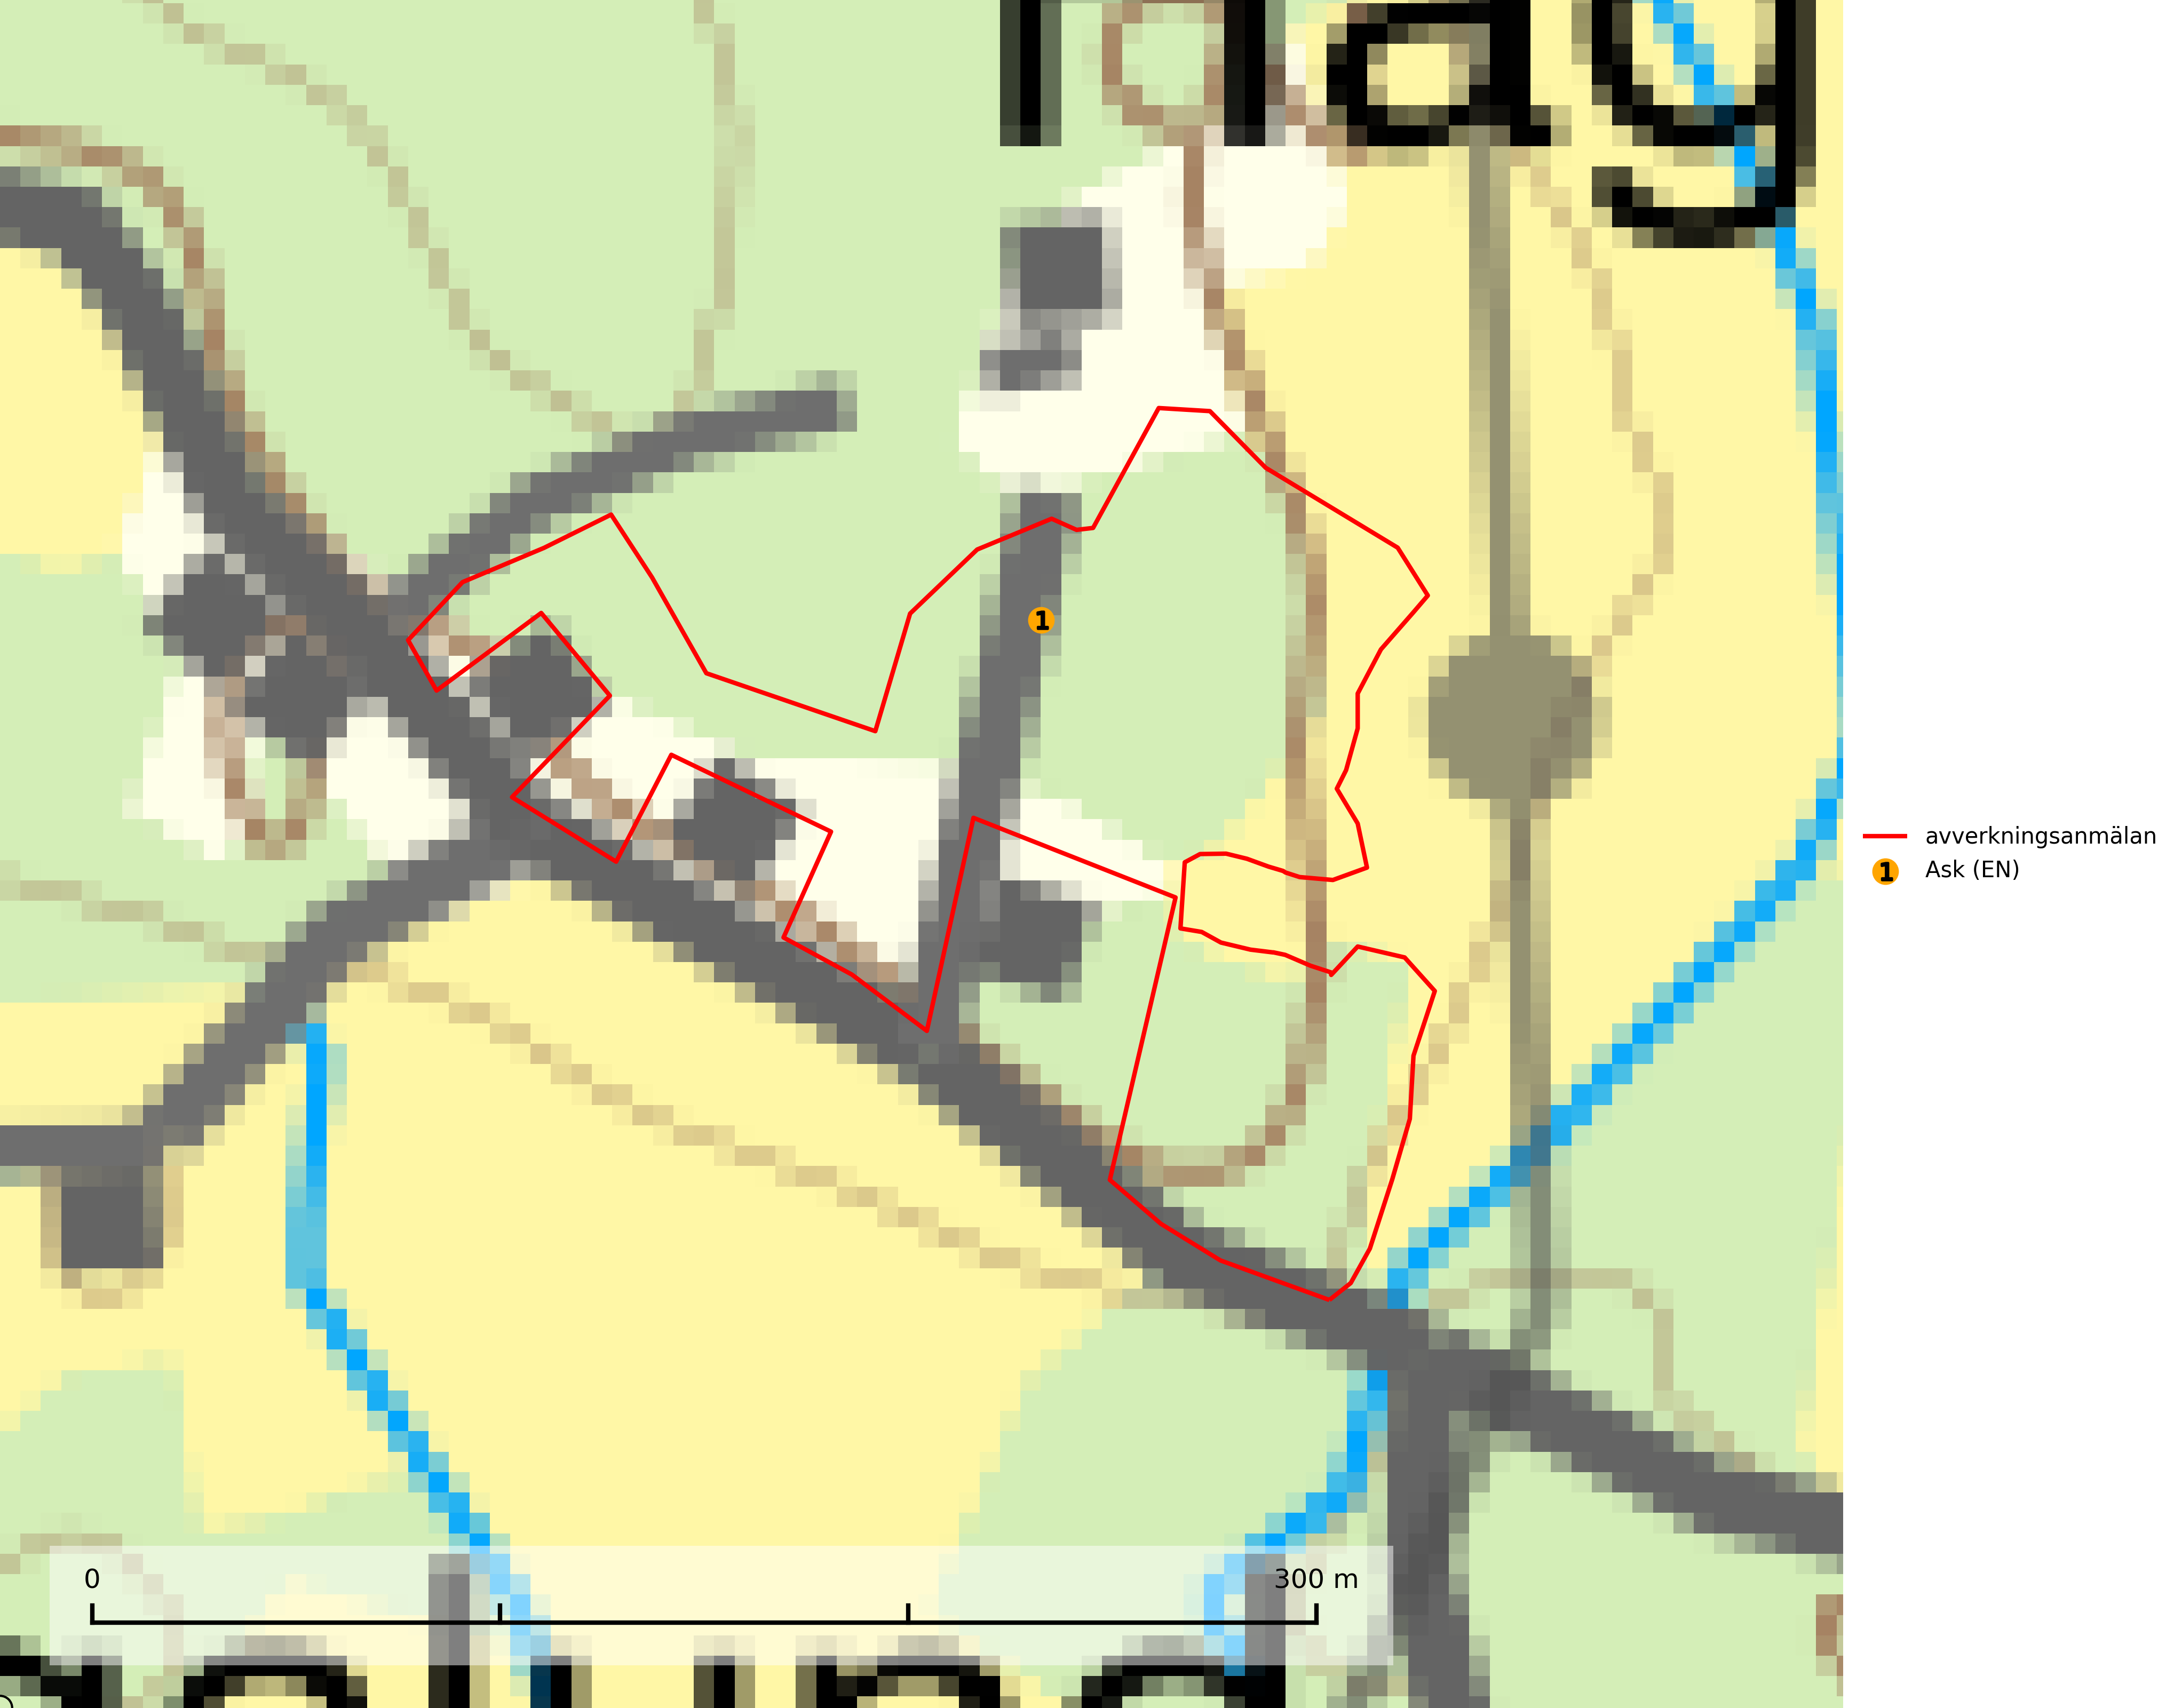 1
avverkningsanmälan
1 Ask (EN)
0 300 m